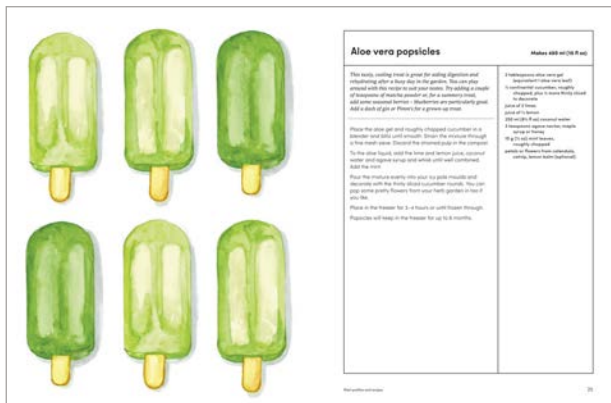 Aloe vera popsicles
Makes 400 ml (13 fl oz)
This tasty, cooling treat is great for aiding digestion and
rehydrating after a busy day in the garden. You can play
around with this recipe to suit your tastes. Try adding a couple
of teaspoons of matcha powder or, for a summery treat,
add some seasonal berries – blueberries are particularly good.
Add a dash of gin or Pimm's for a grown-up treat.
Place the aloe gel and roughly chopped cucumber in a
blender and blitz until smooth. Strain the mixture through
a fine mesh sieve. Discard the strained pulp in the compost.
To the aloe liquid, add the lime and lemon juice, coconut
water and agave syrup and whisk until well combined.
Add the mint.
Pour the mixture evenly into your icy-pole moulds and
decorate with the thinly sliced cucumber rounds. You can
pop some pretty flowers from your herb garden in too if
you like.
Place in the freezer for 3–4 hours or until frozen through.
Popsicles will keep in the freezer for up to 6 months.
2 tablespoons aloe vera gel
(equivalent 1 aloe vera leaf)
continental cucumber, roughly
chopped, plus more thinly sliced
to decorate
juice of 2 limes
juice of ½ lemon
250 ml (8½ fl oz) coconut water
3 teaspoons agave nectar, maple
syrup or honey
10 g mint leaves,
roughly chopped
petals or flowers from calendula,
catnip, lemon balm (optional)